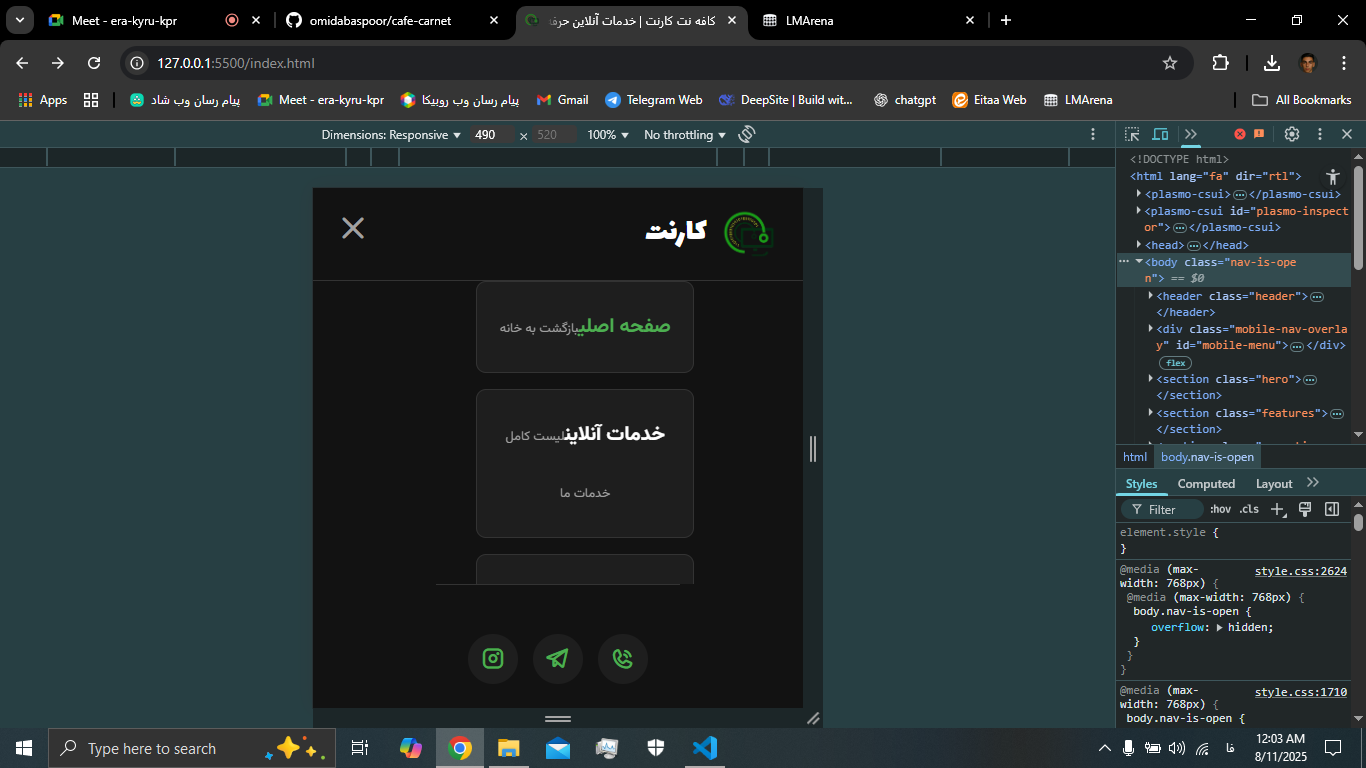 Meet - era-kyru-kpr
omidabaspoor/cafe-carnet
کافه نت کارنت | خدمات آنلاین حرف
LMArena
127.0.0.1:5500/index.html
Apps
پیام رسان وب شاد
Meet - era-kyru-kpr
پیام رسان وب روبیکا
Gmail
Telegram Web
DeepSite | Build wit...
chatgpt
Eitaa Web
LMArena
All Bookmarks
Dimensions: Responsive
490 × 520
100%
No throttling
کارنت
صفحه اصلی
بازگشت به خانه
خدمات آنلاین
لیست کامل
خدمات ما
<!DOCTYPE html>
<html lang="fa" dir="rtl">
<plasmo-csui>…</plasmo-csui>
<plasmo-csui id="plasmo-inspect
or">…</plasmo-csui>
<head>…</head>
<body class="nav-is-ope
n"> == $0
<header class="header">…
</header>
<div class="mobile-nav-overla
y" id="mobile-menu">…</div>
flex
<section class="hero">…
</section>
<section class="features">…
</section>
html
body.nav-is-open
Styles
Computed
Layout
Filter
:hov
.cls
element.style {
}
@media (max-
width: 768px) {
style.css:2624
@media (max-width: 768px) {
body.nav-is-open {
overflow: hidden;
}
}
}
@media (max-
width: 768px) {
style.css:1710
body.nav-is-open {
Type here to search
فا
12:03 AM
8/11/2025